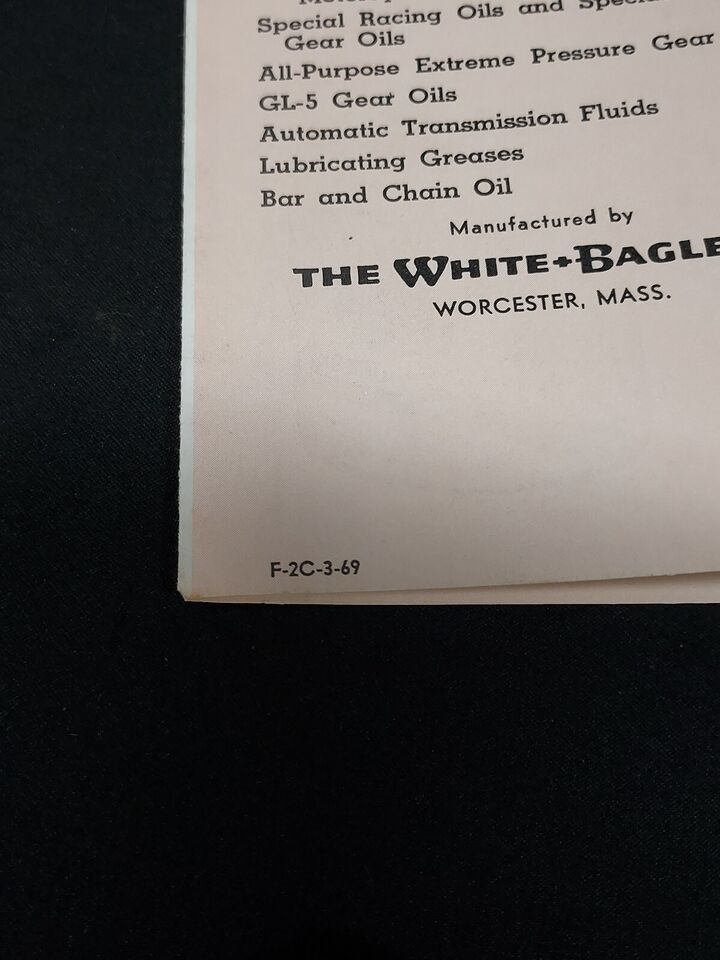 Special Racing Oils and
Gear Oils
All-Purpose Extreme Pressure Gear
GL-5 Gear Oils
Automatic Transmission Fluids
Lubricating Greases
Bar and Chain Oil
Manufactured by
THE WHITE+BAGLE
WORCESTER, MASS.
F-2C-3-69